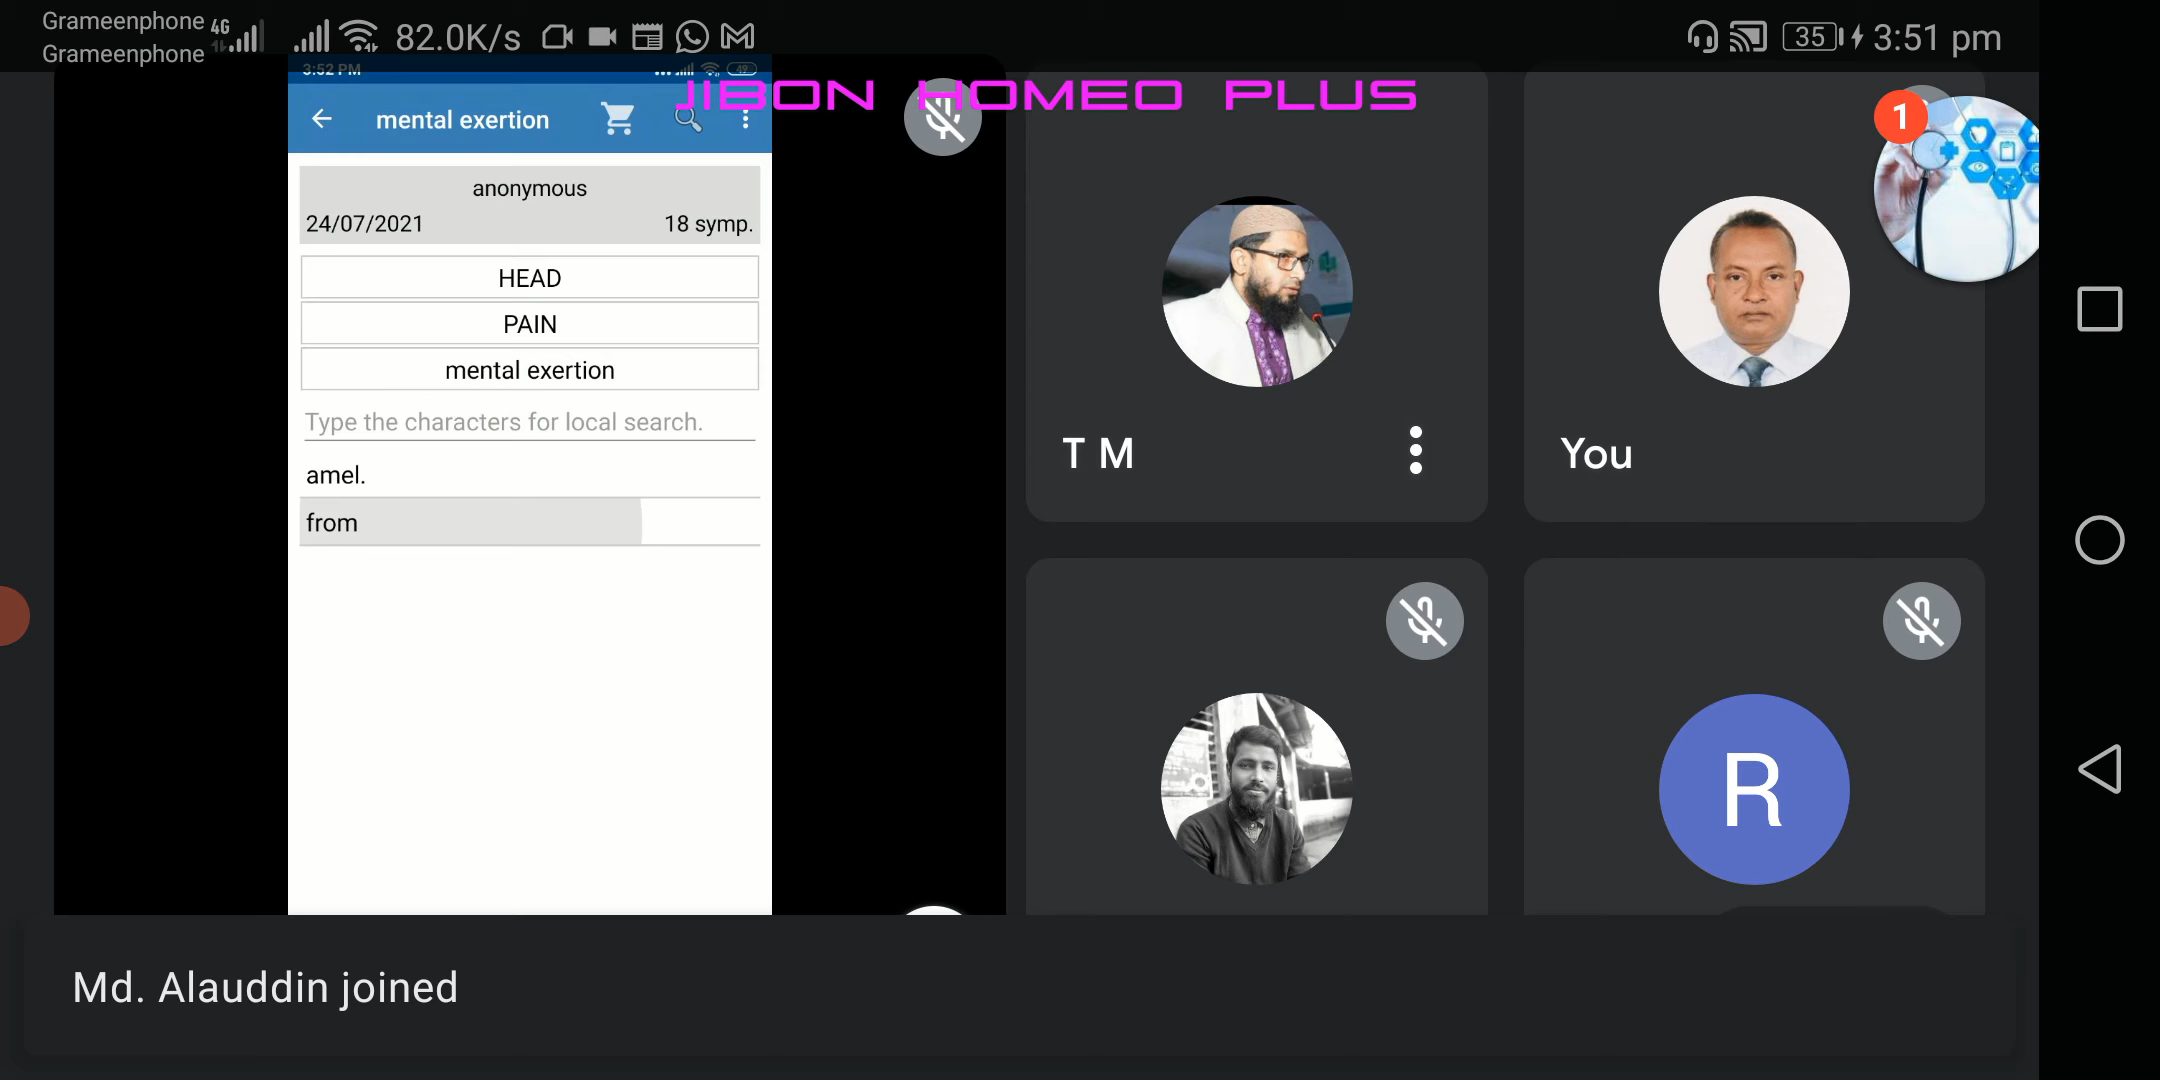 Grameenphone 4G
Grameenphone
82.0K/s
35
3:51 pm
3:52 PM
49
JIBON HOMEO PLUS
mental exertion
1
anonymous
24/07/2021
18 symp.
HEAD
PAIN
mental exertion
Type the characters for local search.
amel.
from
T M
You
R
Md. Alauddin joined